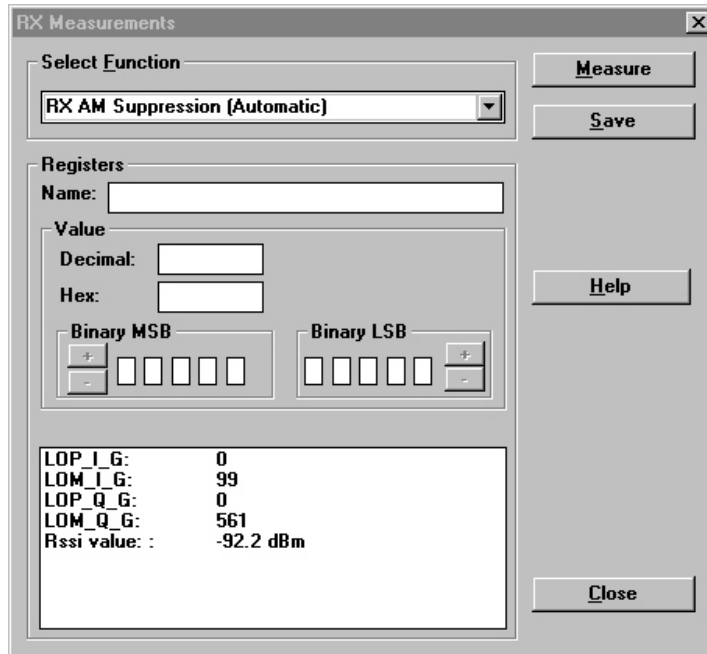 RX Measurements
Select Function
RX AM Suppression (Automatic)
Measure
Save
Registers
Name:
Value
Decimal:
Hex:
Help
Binary MSB
Binary LSB
+
-
+
-
LOP_I_G: 0
LOM_I_G: 99
LOP_Q_G: 0
LOM_Q_G: 561
Rssi value: : -92.2 dBm
Close